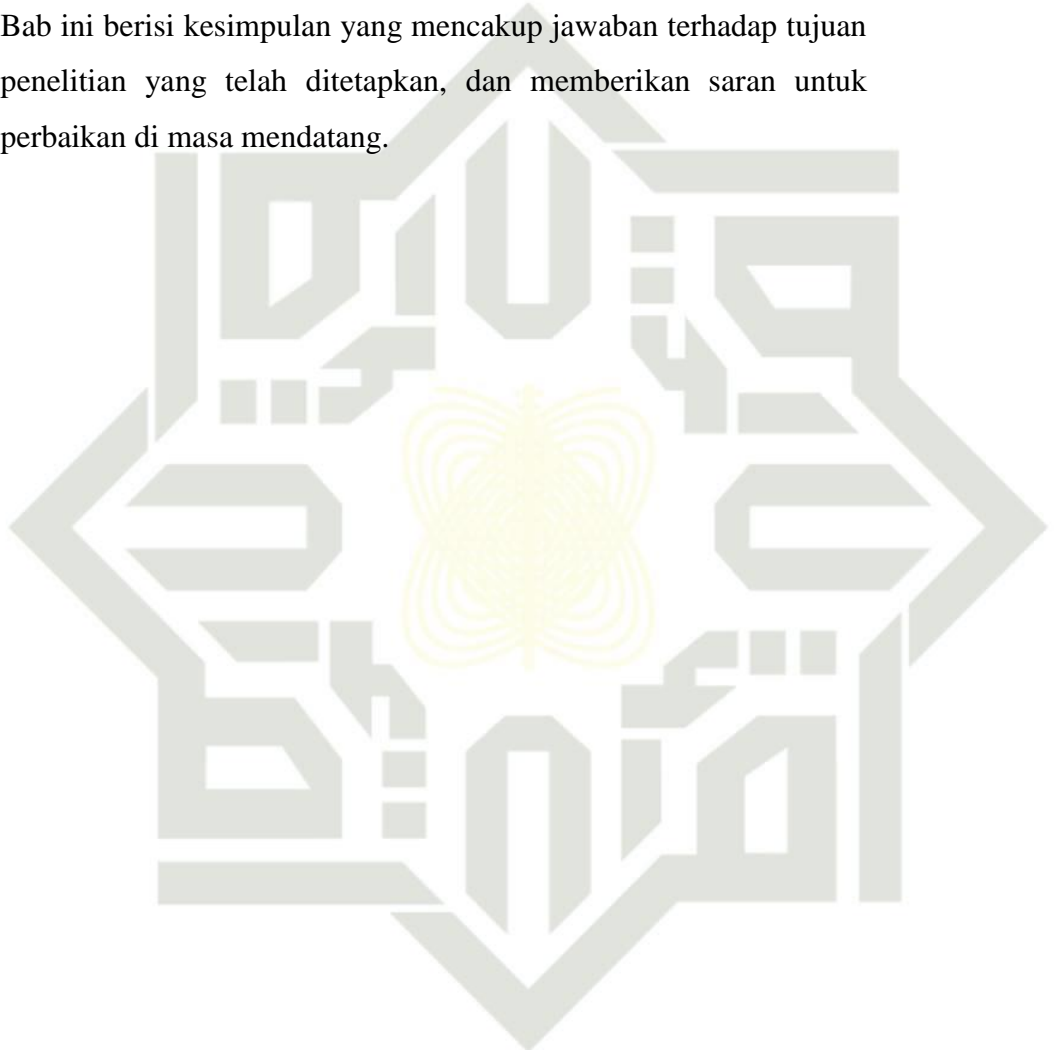 Bab ini berisi kesimpulan yang mencakup jawaban terhadap tujuan
penelitian yang telah ditetapkan, dan memberikan saran untuk
perbaikan di masa mendatang.